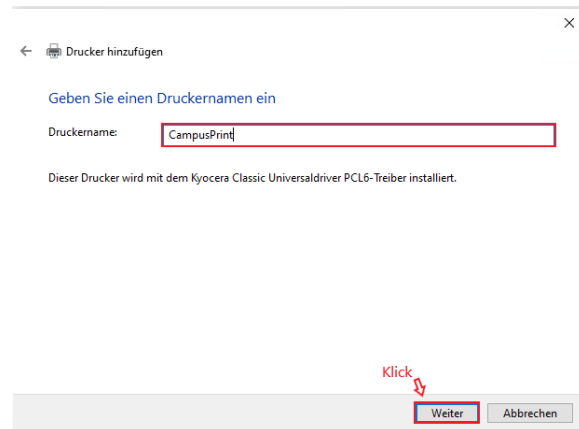 Drucker hinzufügen
Geben Sie einen Druckernamen ein
Druckername: CampusPrint
Dieser Drucker wird mit dem Kyocera Classic Universaldriver PCL6-Treiber installiert.
Klick
Weiter Abbrechen